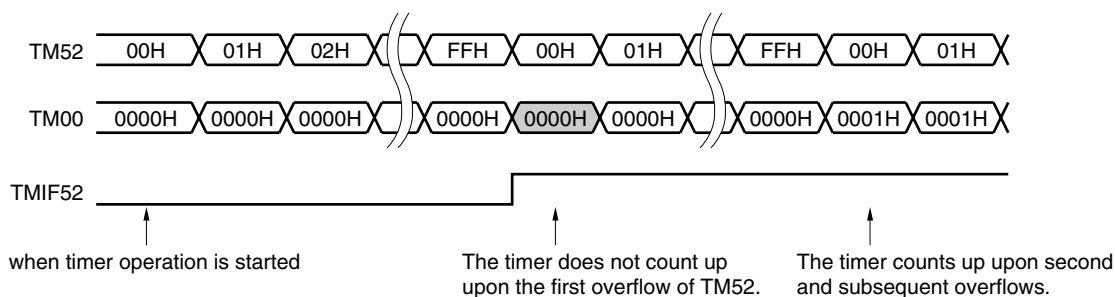 TM52 00H 01H 02H FFH 00H 01H FFH 00H 01H
TM00 0000H 0000H 0000H 0000H 0000H 0000H 0000H 0001H 0001H
TMIF52
when timer operation is started
The timer does not count up
upon the first overflow of TM52.
The timer counts up upon second
and subsequent overflows.